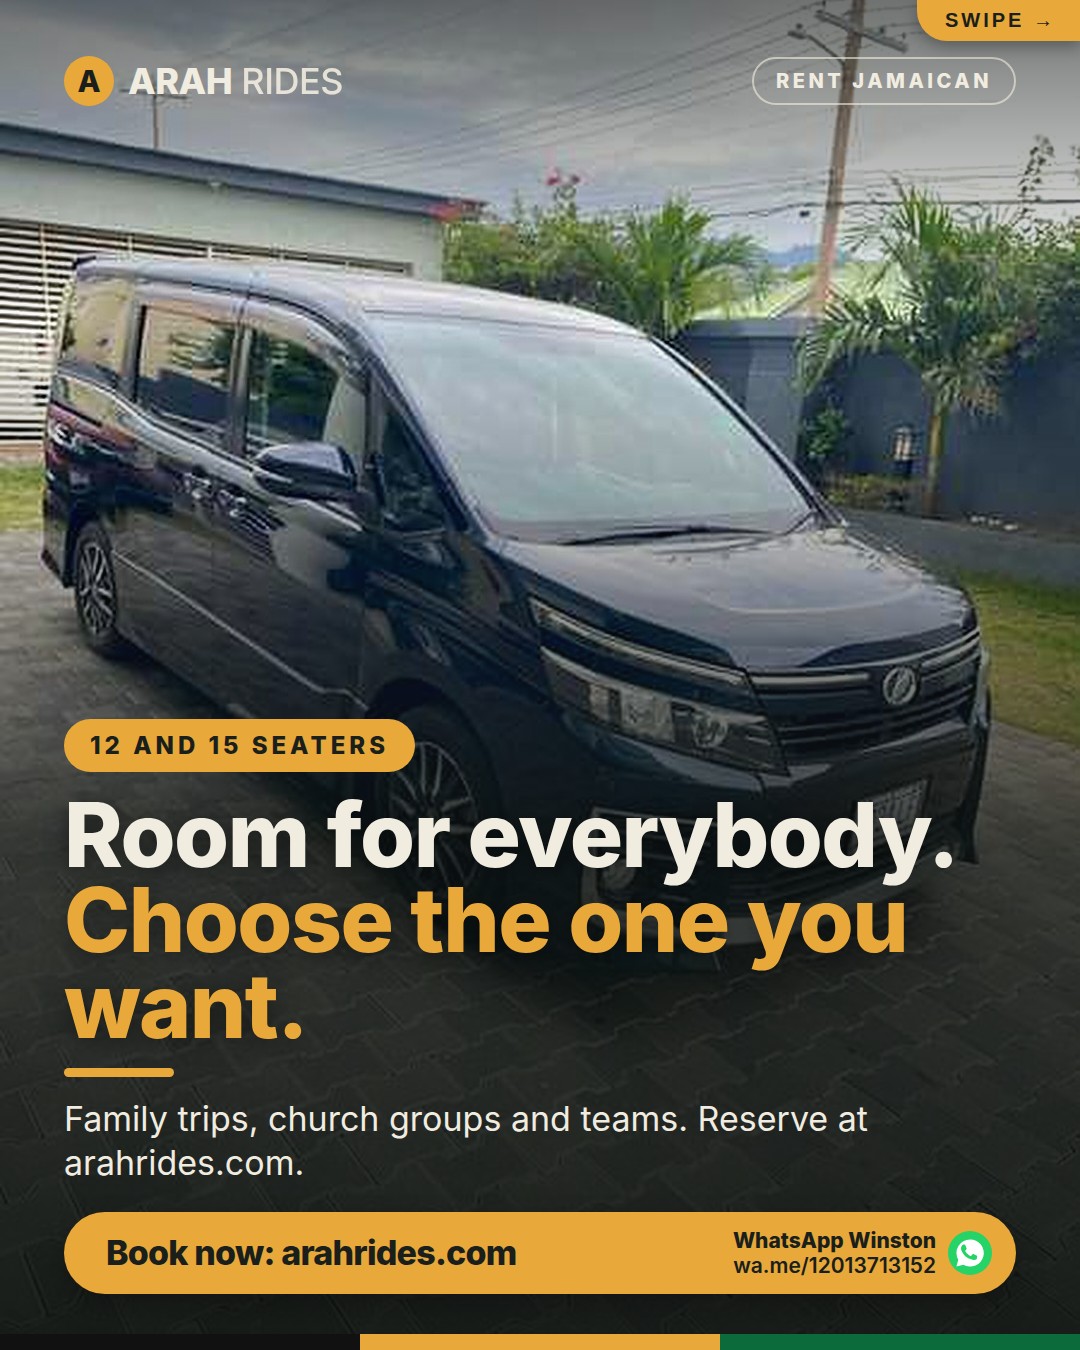 SWIPE →
A ARAH RIDES
RENT JAMAICAN
12 AND 15 SEATERS
Room for everybody.
Choose the one you
want.
Family trips, church groups and teams. Reserve at
arahrides.com.
Book now: arahrides.com
WhatsApp Winston
wa.me/12013713152